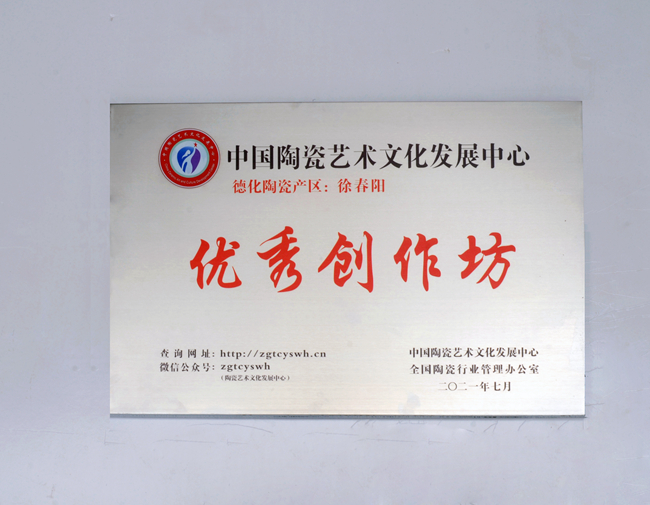 中国陶瓷艺术文化发展中心
德化陶瓷产区：徐春阳
优秀创作坊
查询网址：http://zgtcyswh.cn
微信公众号：zgtcyswh
（陶瓷艺术文化发展中心）
中国陶瓷艺术文化发展中心
全国陶瓷行业管理办公室
二〇二一年七月